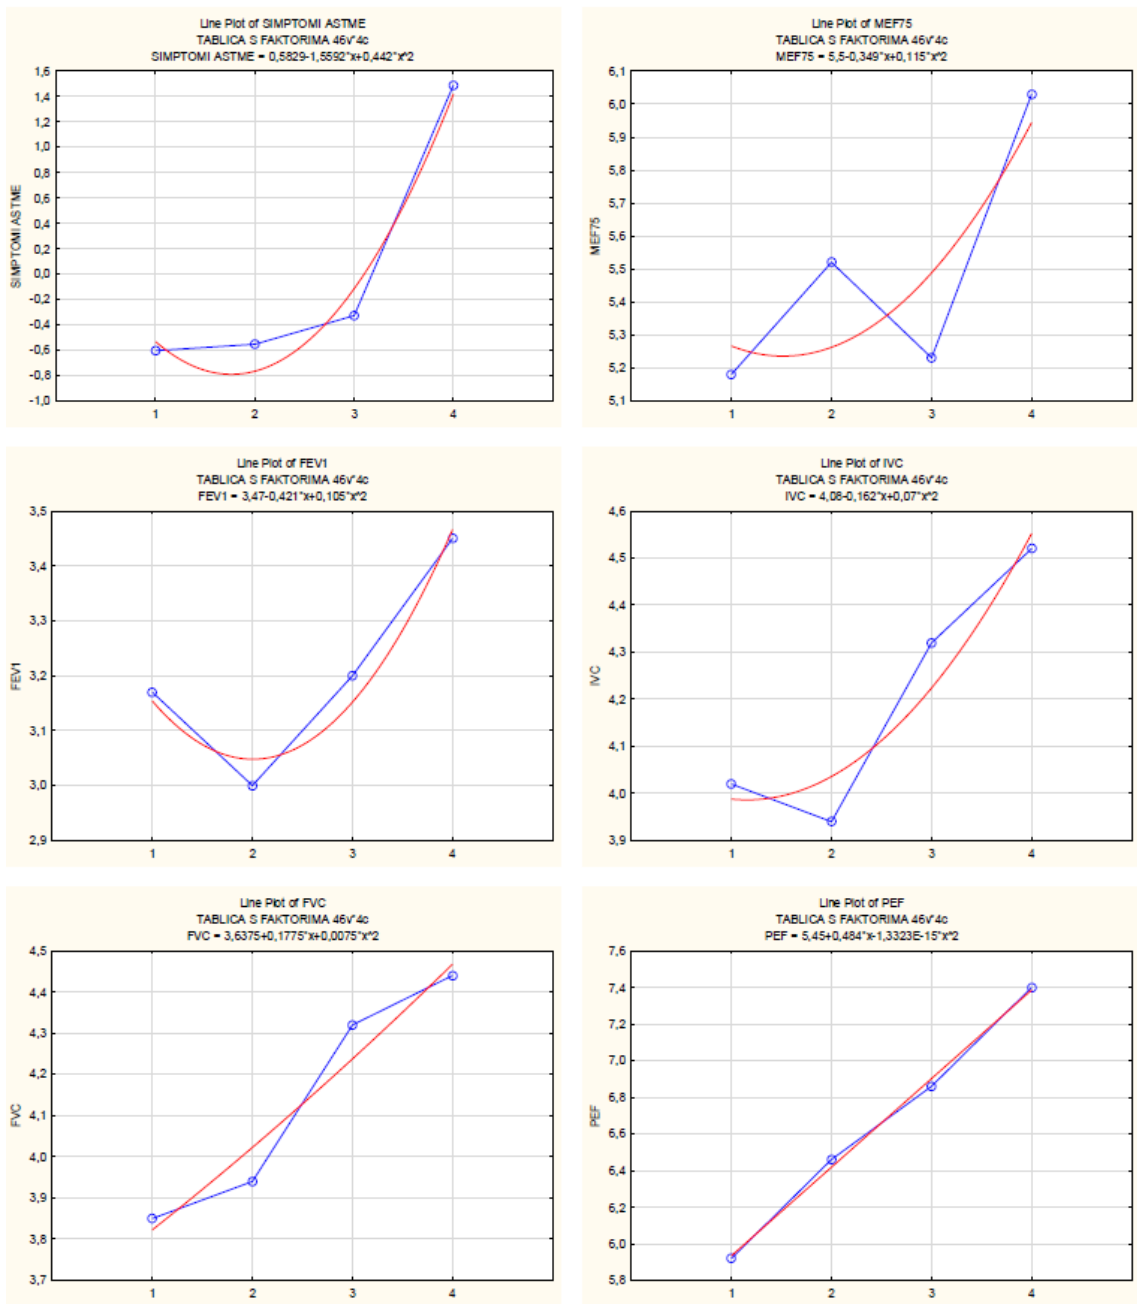 Line Plot of SIMPTOMI ASTME
TABLICA S FAKTORIMA 46v*4c
SIMPTOMI ASTME = 0,5829-1,5592*x+0,442*x^2
1,6
1,4
1,2
1,0
0,8
0,6
0,4
0,2
0,0
-0,2
-0,4
-0,6
-0,8
-1,0
SIMPTOMI ASTME
1 2 3 4
Line Plot of MEF75
TABLICA S FAKTORIMA 46v*4c
MEF75 = 5,5-0,349*x+0,115*x^2
6,1
6,0
5,9
5,8
5,7
5,6
5,5
5,4
5,3
5,2
5,1
MEF75
1 2 3 4
Line Plot of FEV1
TABLICA S FAKTORIMA 46v*4c
FEV1 = 3,47-0,421*x+0,105*x^2
3,5
3,4
3,3
3,2
3,1
3,0
2,9
FEV1
1 2 3 4
Line Plot of IVC
TABLICA S FAKTORIMA 46v*4c
IVC = 4,08-0,162*x+0,07*x^2
4,6
4,5
4,4
4,3
4,2
4,1
4,0
3,9
IVC
1 2 3 4
Line Plot of FVC
TABLICA S FAKTORIMA 46v*4c
FVC = 3,6375+0,1775*x+0,0075*x^2
4,5
4,4
4,3
4,2
4,1
4,0
3,9
3,8
3,7
FVC
1 2 3 4
Line Plot of PEF
TABLICA S FAKTORIMA 46v*4c
PEF = 5,45+0,484*x-1,3323E-15*x^2
7,6
7,4
7,2
7,0
6,8
6,6
6,4
6,2
6,0
5,8
PEF
1 2 3 4